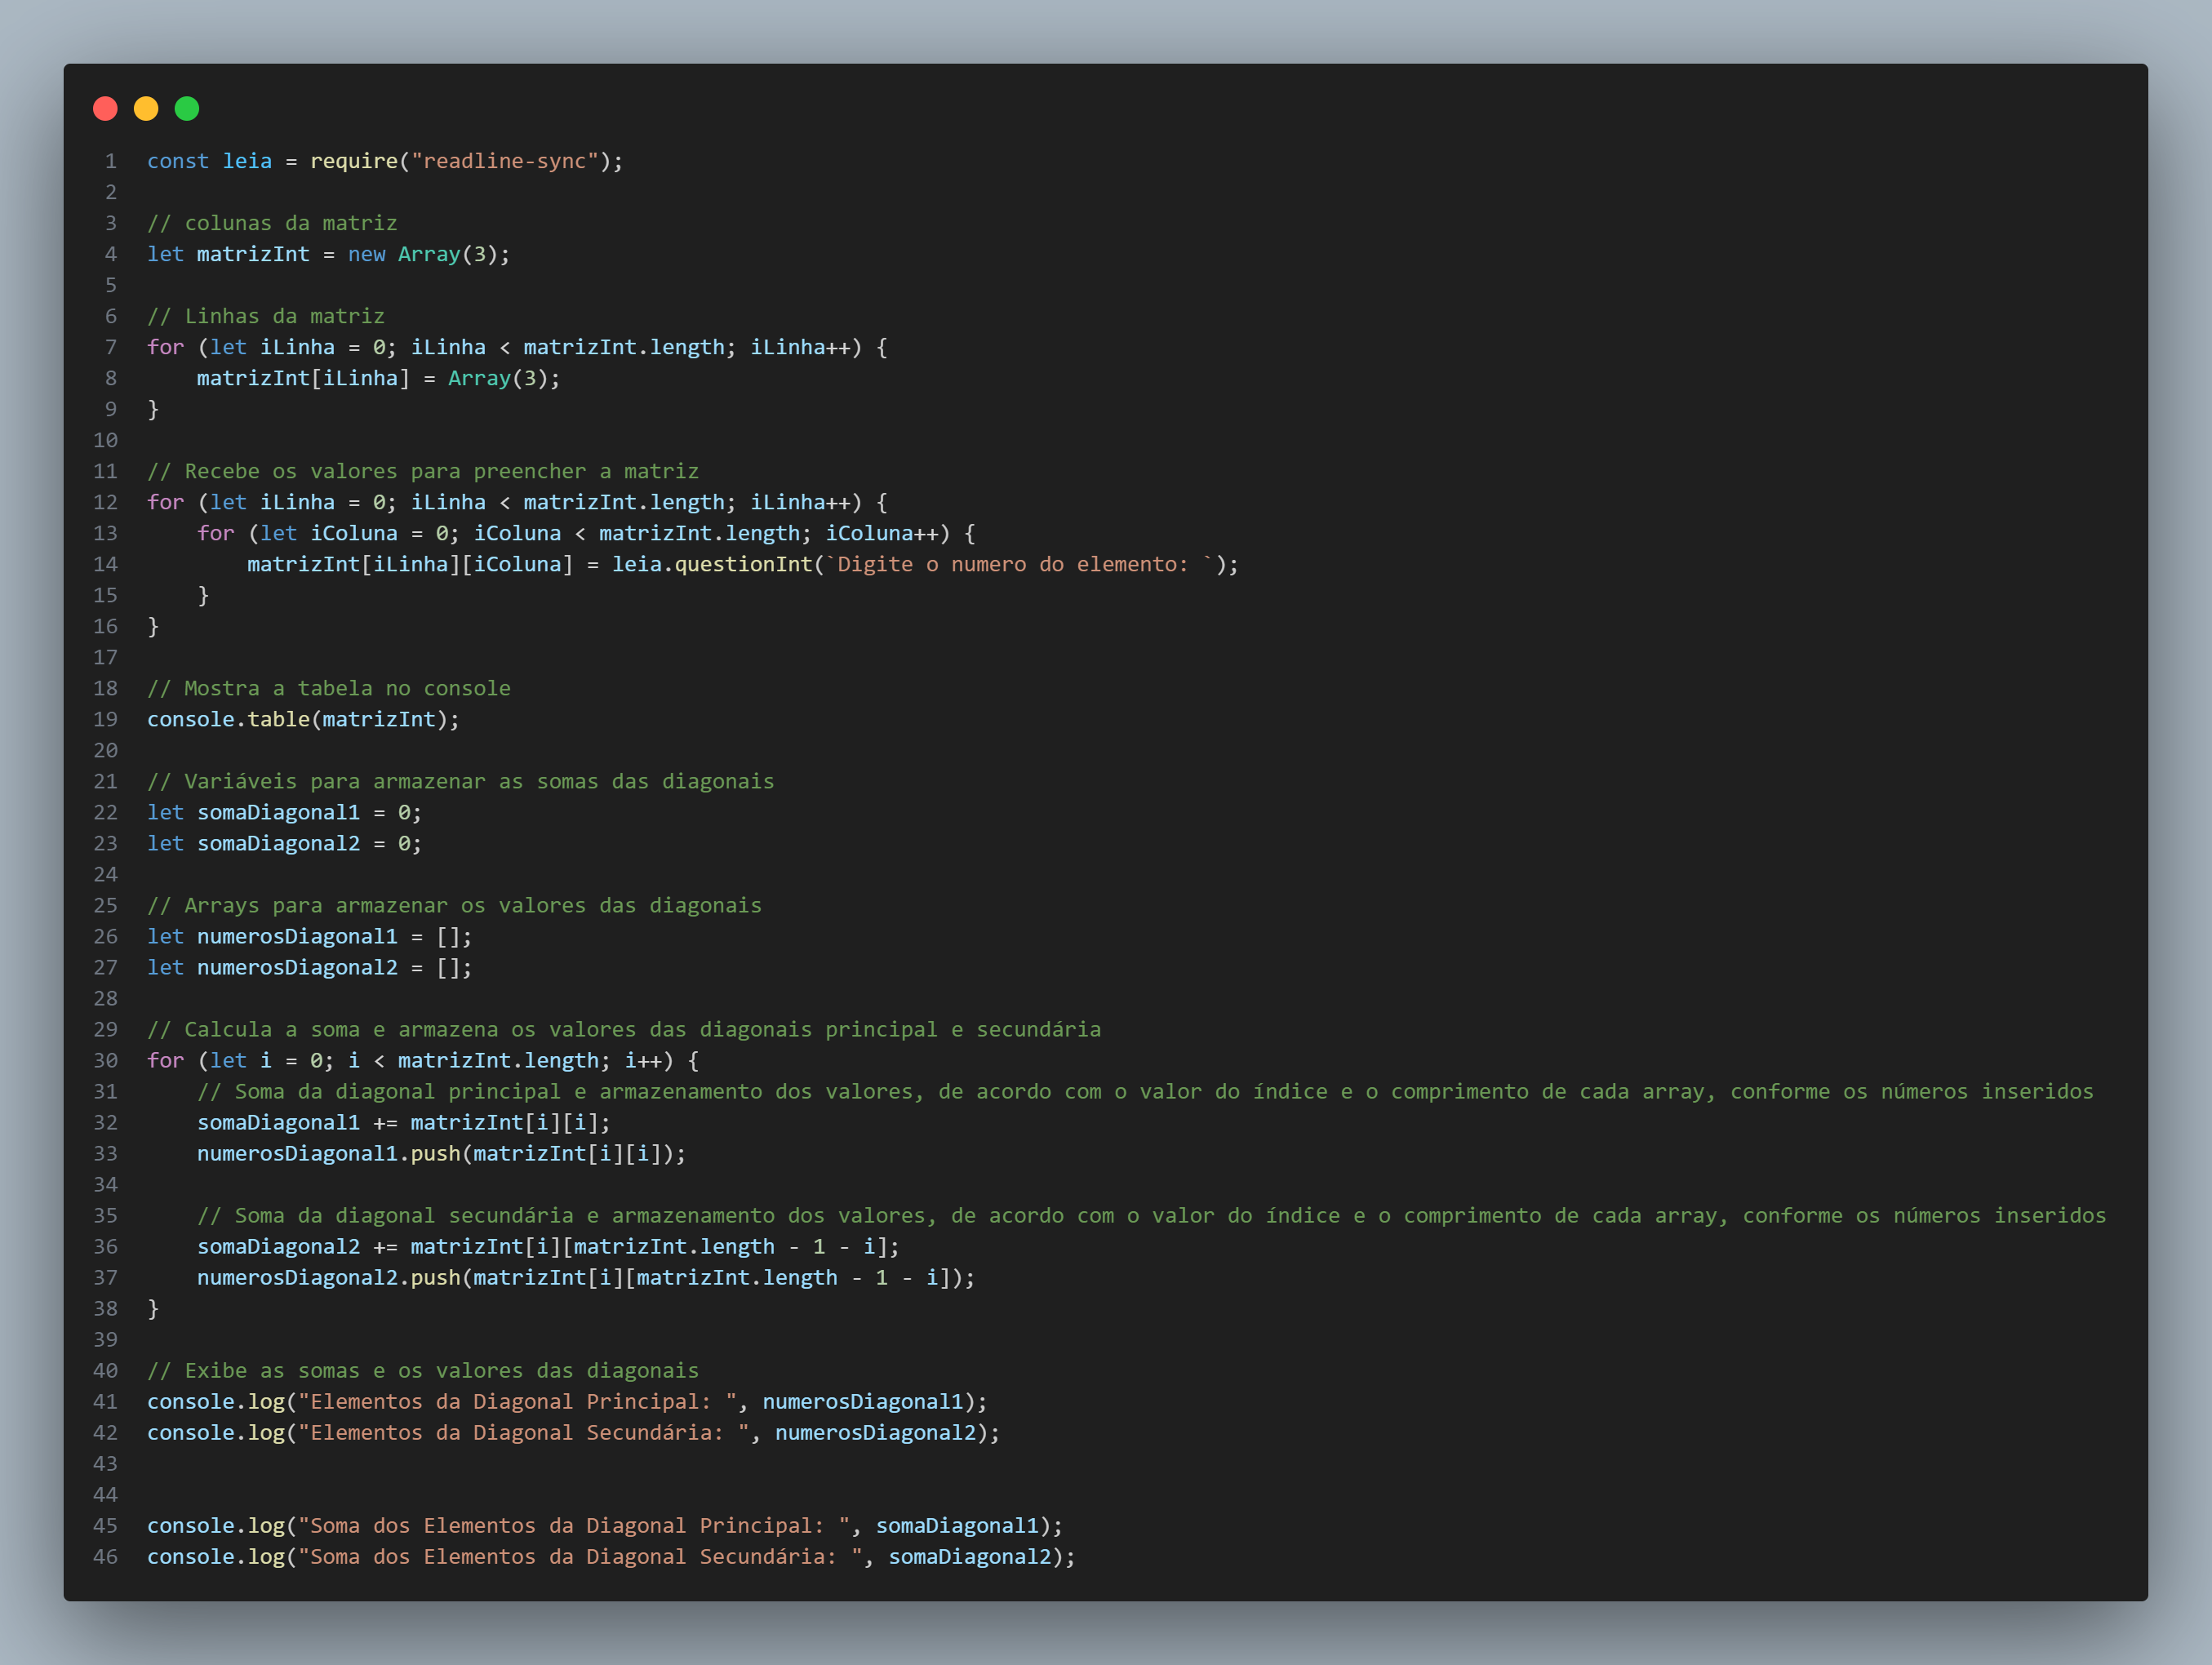 1 const leia = require("readline-sync");
2
3 // colunas da matriz
4 let matrizInt = new Array(3);
5
6 // Linhas da matriz
7 for (let iLinha = 0; iLinha < matrizInt.length; iLinha++) {
8     matrizInt[iLinha] = Array(3);
9 }
10
11 // Recebe os valores para preencher a matriz
12 for (let iLinha = 0; iLinha < matrizInt.length; iLinha++) {
13     for (let iColuna = 0; iColuna < matrizInt.length; iColuna++) {
14         matrizInt[iLinha][iColuna] = leia.questionInt(`Digite o numero do elemento: `);
15     }
16 }
17
18 // Mostra a tabela no console
19 console.table(matrizInt);
20
21 // Variáveis para armazenar as somas das diagonais
22 let somaDiagonal1 = 0;
23 let somaDiagonal2 = 0;
24
25 // Arrays para armazenar os valores das diagonais
26 let numerosDiagonal1 = [];
27 let numerosDiagonal2 = [];
28
29 // Calcula a soma e armazena os valores das diagonais principal e secundária
30 for (let i = 0; i < matrizInt.length; i++) {
31     // Soma da diagonal principal e armazenamento dos valores, de acordo com o valor do índice e o comprimento de cada array, conforme os números inseridos
32     somaDiagonal1 += matrizInt[i][i];
33     numerosDiagonal1.push(matrizInt[i][i]);
34
35     // Soma da diagonal secundária e armazenamento dos valores, de acordo com o valor do índice e o comprimento de cada array, conforme os números inseridos
36     somaDiagonal2 += matrizInt[i][matrizInt.length - 1 - i];
37     numerosDiagonal2.push(matrizInt[i][matrizInt.length - 1 - i]);
38 }
39
40 // Exibe as somas e os valores das diagonais
41 console.log("Elementos da Diagonal Principal: ", numerosDiagonal1);
42 console.log("Elementos da Diagonal Secundária: ", numerosDiagonal2);
43
44
45 console.log("Soma dos Elementos da Diagonal Principal: ", somaDiagonal1);
46 console.log("Soma dos Elementos da Diagonal Secundária: ", somaDiagonal2);